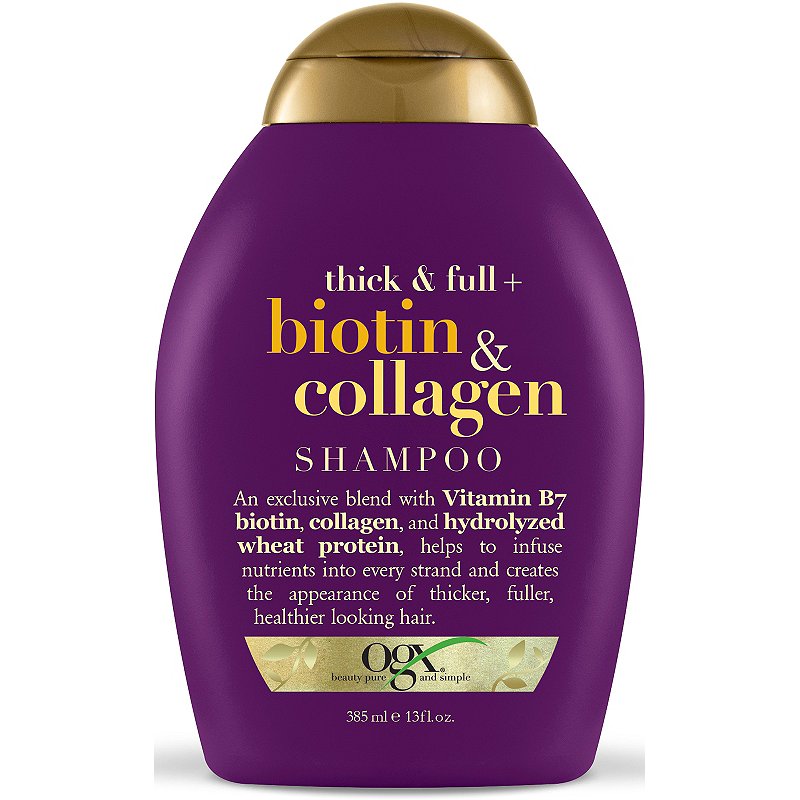 thick & full +
biotin &
collagen
SHAMPOO
An exclusive blend with Vitamin B7
biotin, collagen, and hydrolyzed
wheat protein, helps to infuse
nutrients into every strand and creates
the appearance of thicker, fuller,
healthier looking hair.
ogx®
beauty pure and simple
385 ml e 13fl.oz.